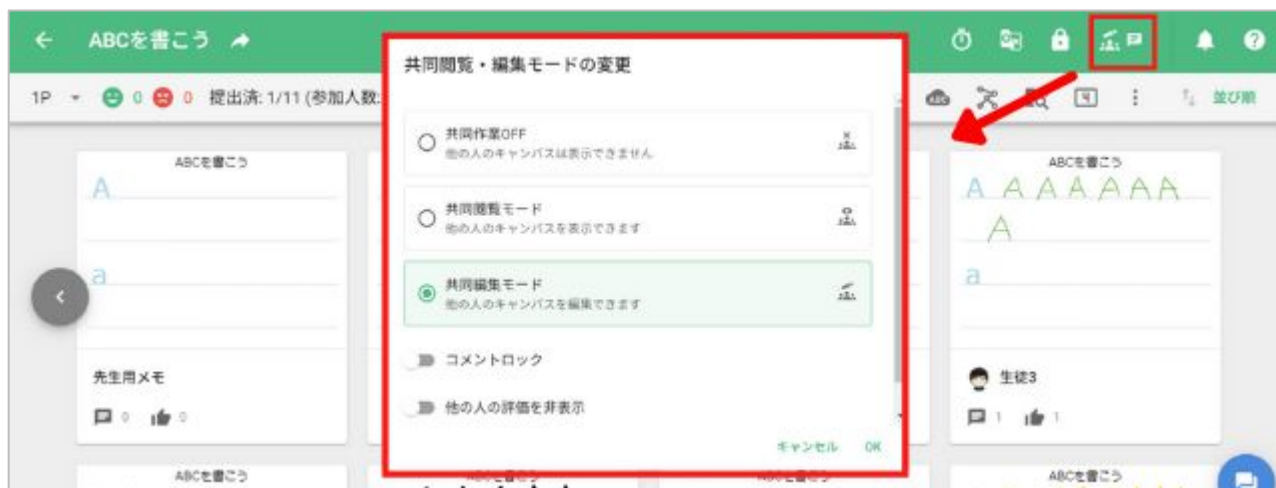 ABCを書こう
1P 0 0 提出済: 1/11 (参加人数:
並び順
共同閲覧・編集モードの変更
共同作業OFF
他の人のキャンバスは表示できません
共同閲覧モード
他の人のキャンバスを表示できます
共同編集モード
他の人のキャンバスを編集できます
コメントロック
他の人の評価を非表示
キャンセル OK
ABCを書こう
A
a
先生用メモ
0 0
ABCを書こう
A A A A A A A
A
a
生徒3
1 1
ABCを書こう
ABCを書こう